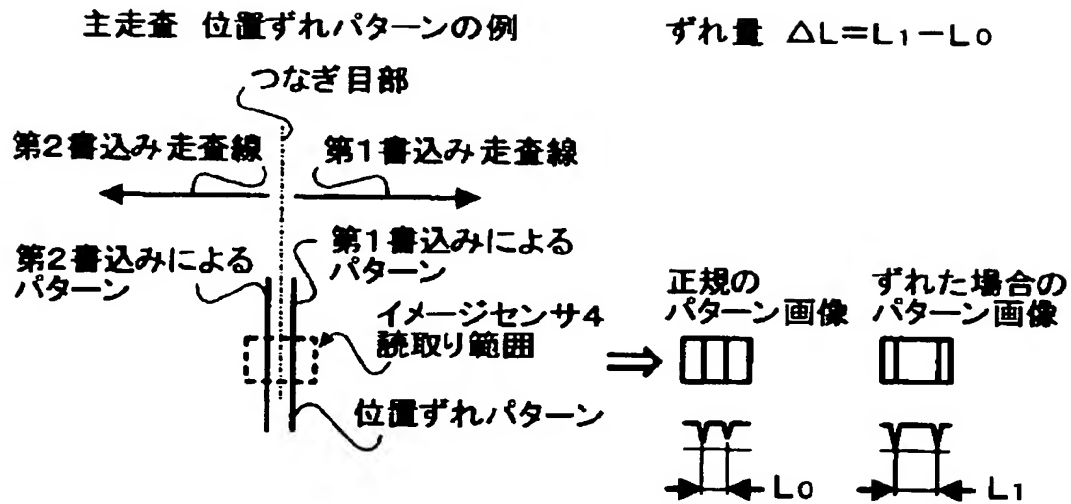 主走査 位置ずれパターンの例
ずれ量 △L=L1-L0
つなぎ目部
第2書込み走査線
第1書込み走査線
第2書込みによる
パターン
第1書込みによる
パターン
イメージセンサ4
読取り範囲
位置ずれパターン
正規の
パターン画像
ずれた場合の
パターン画像
L0
L1